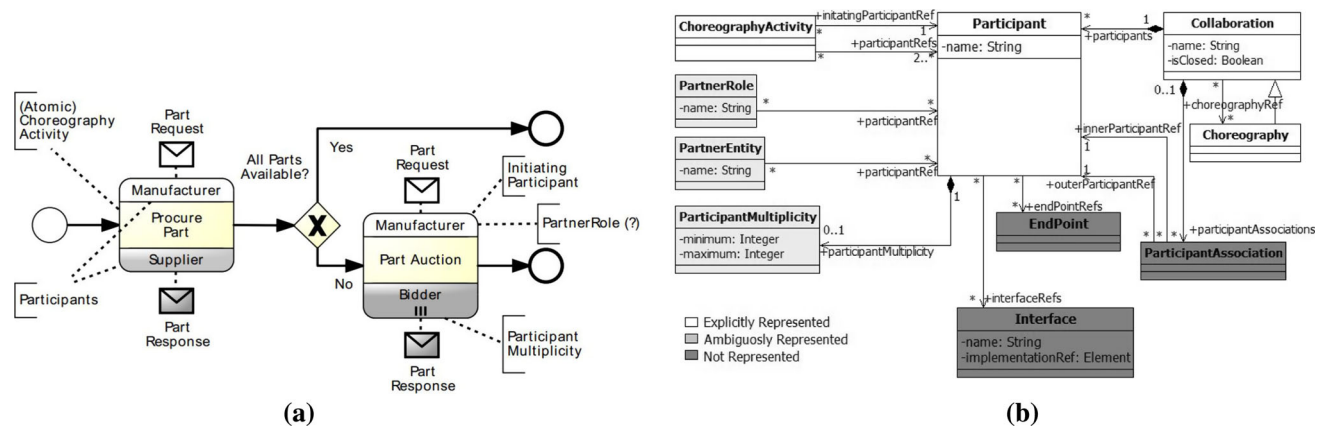 (Atomic)
Choreography
Activity
Part
Request
All Parts
Available?
Yes
Part
Request
Initiating
Participant
Manufacturer
Procure
Part
Supplier
X
Manufacturer
Part Auction
Bidder
PartnerRole (?)
No
Participants
Part
Response
Part
Response
Participant
Multiplicity
(a)
ChoreographyActivity
+initatingParticipantRef
*
1
+participantRefs
*
2..*
Participant
-name: String
*
1
+participants
Collaboration
-name: String
-isClosed: Boolean
0..1
*
+choreographyRef
*
Choreography
PartnerRole
-name: String
*
*
+participantRef
PartnerEntity
-name: String
*
*
+participantRef
+innerParticipantRef
1
1
+outerParticipantRef
ParticipantMultiplicity
-minimum: Integer
-maximum: Integer
0..1
+participantMutiplicity
1
*
*
+endPointRefs
EndPoint
*
*
*
+participantAssociations
ParticipantAssociation
*
+interfaceRefs
Interface
-name: String
-implementationRef: Element
Explicitly Represented
Ambiguosly Represented
Not Represented
(b)